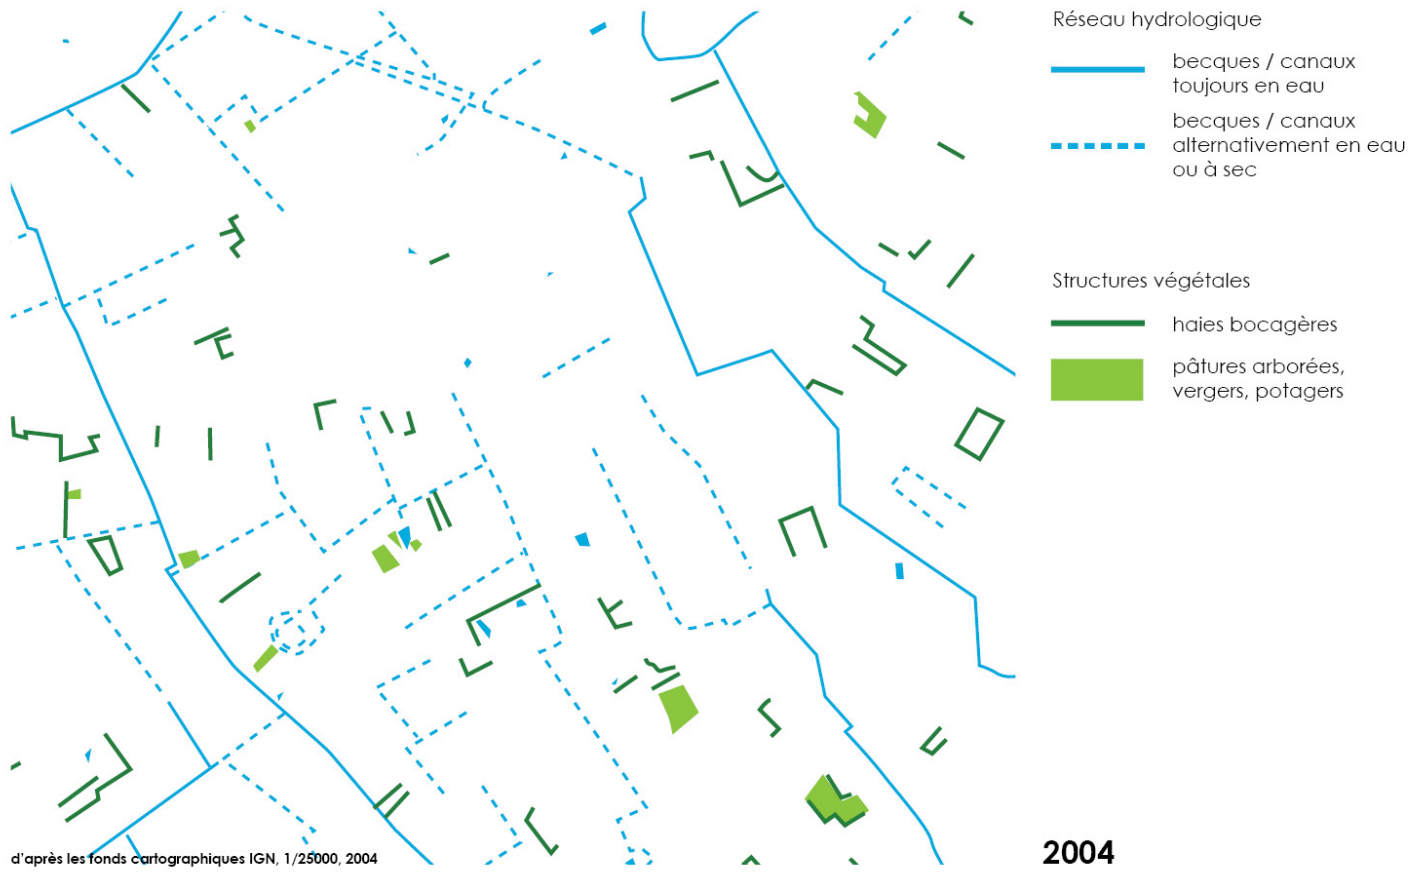 Réseau hydrologique
becques / canaux
toujours en eau
becques / canaux
alternativement en eau
ou à sec
Structures végétales
haies bocagères
pâtures arborées,
vergers, potagers
d'après les fonds cartographiques IGN, 1/25000, 2004
2004